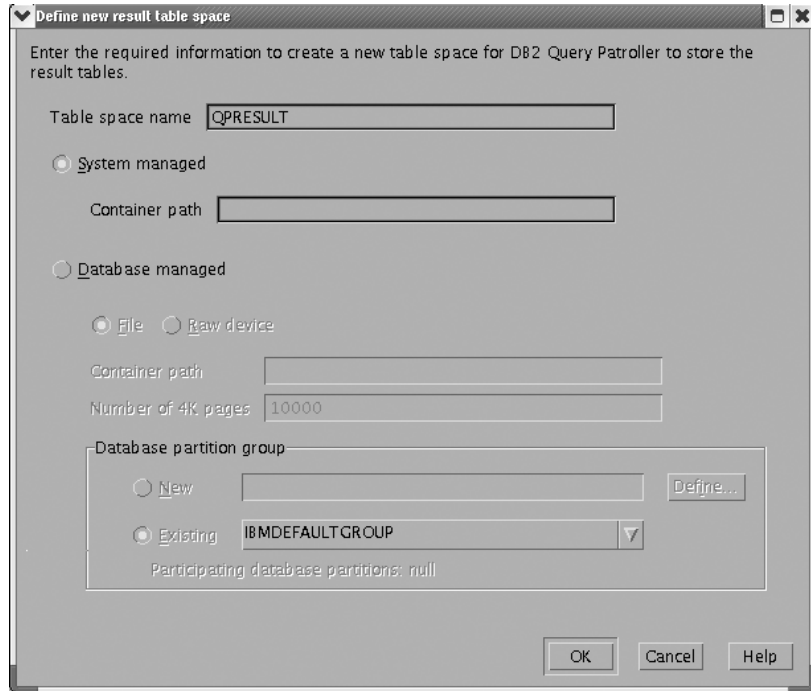 Define new result table space
Enter the required information to create a new table space for DB2 Query Patroller to store the
result tables.
Table space name QPRESULT
System managed
Container path
Database managed
File Raw device
Container path
Number of 4K pages 10000
Database partition group
New Define...
Existing IBMDEFAULTGROUP
Participating database partitions: null
OK Cancel Help